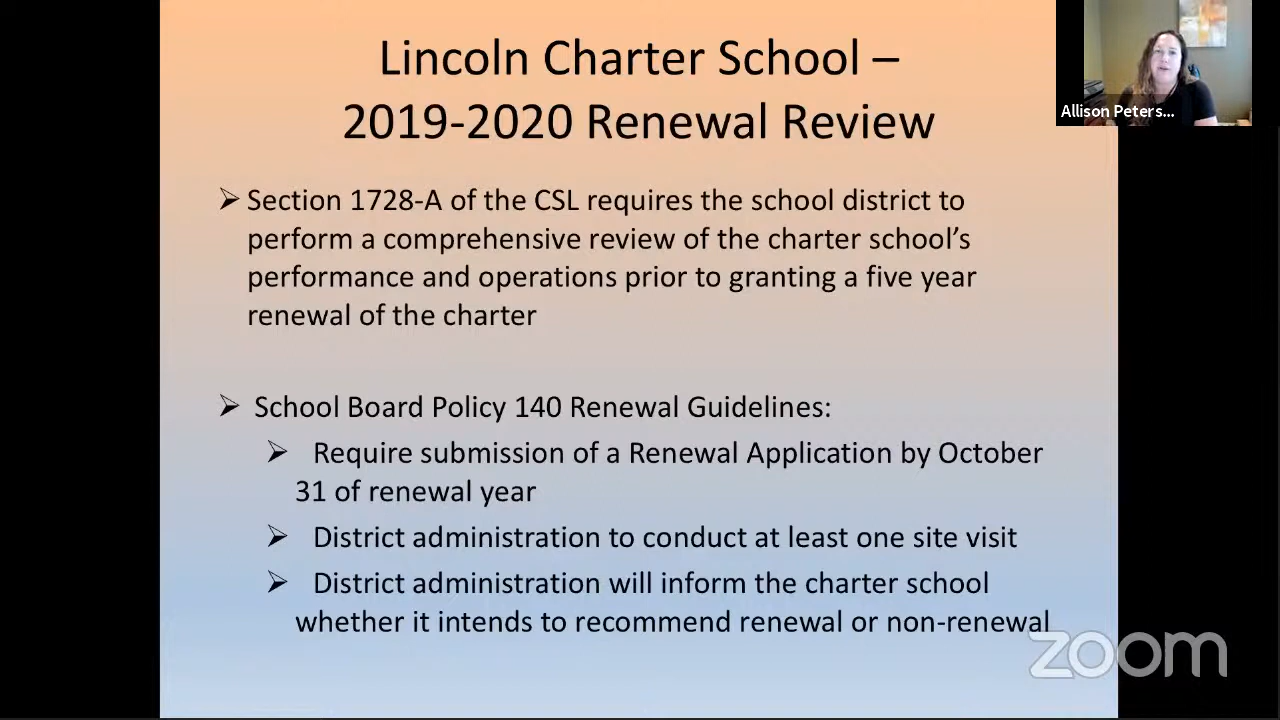 Lincoln Charter School –
2019-2020 Renewal Review
Allison Peters...
➢ Section 1728-A of the CSL requires the school district to
perform a comprehensive review of the charter school’s
performance and operations prior to granting a five year
renewal of the charter
➢ School Board Policy 140 Renewal Guidelines:
➢ Require submission of a Renewal Application by October
31 of renewal year
➢ District administration to conduct at least one site visit
➢ District administration will inform the charter school
whether it intends to recommend renewal or non-renewal
zoom